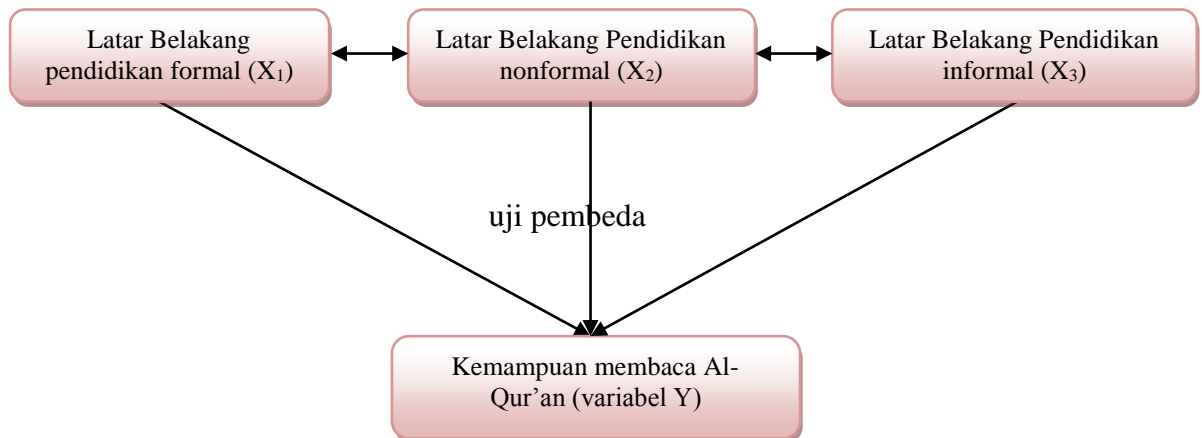 Latar Belakang
pendidikan formal (X₁)
Latar Belakang Pendidikan
nonformal (X₂)
Latar Belakang Pendidikan
informal (X₃)
uji pembeda
Kemampuan membaca Al-
Qur’an (variabel Y)